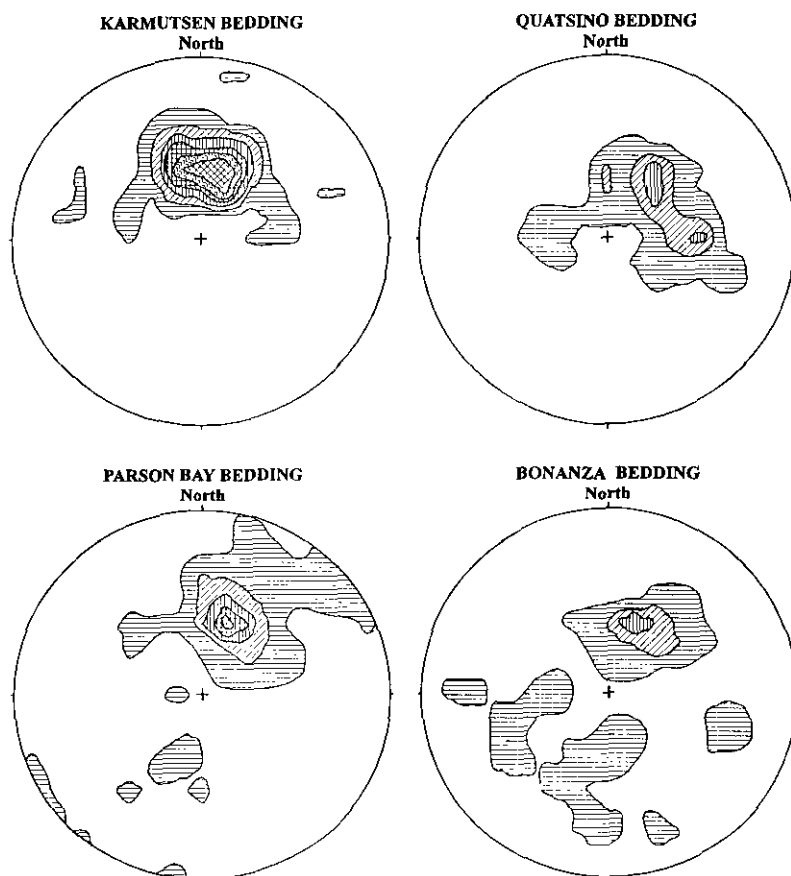 KARMUTSEN BEDDING
North
QUATSINO BEDDING
North
PARSON BAY BEDDING
North
BONANZA BEDDING
North